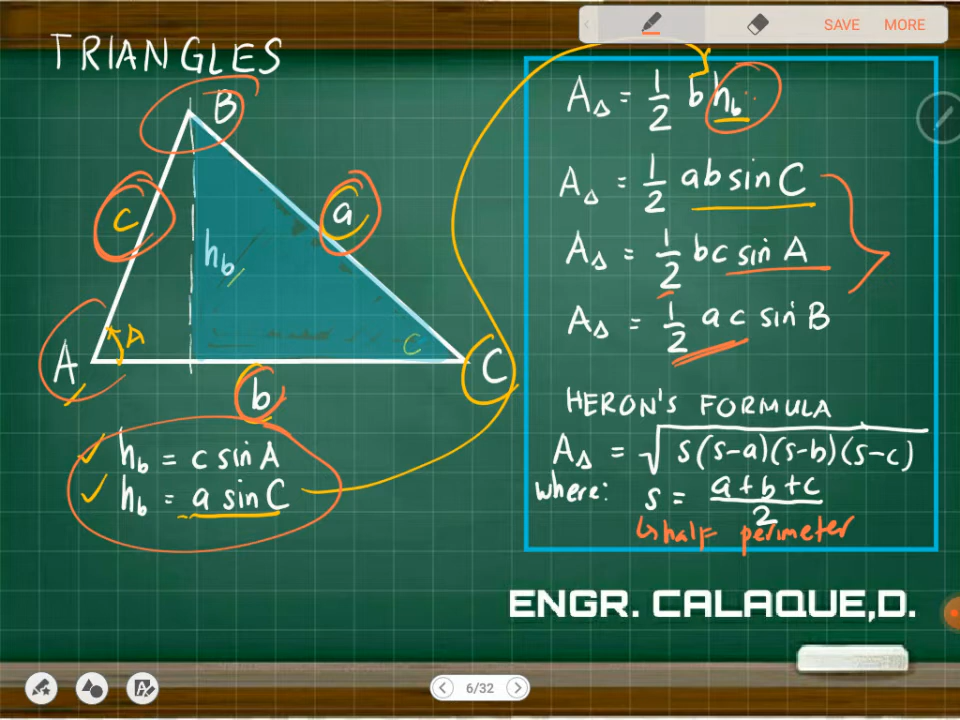 SAVE MORE
TRIANGLES
B
c
a
h_b
A
C
A
C
b
h_b = c sin A
h_b = a sin C
A_Δ = 1/2 b h_b
A_Δ = 1/2 ab sin C
A_Δ = 1/2 bc sin A
A_Δ = 1/2 ac sin B
HERON'S FORMULA
A_Δ = √s(s-a)(s-b)(s-c)
where: s = a+b+c/2
↳ half perimeter
ENGR. CALAQUE,D.
6/32